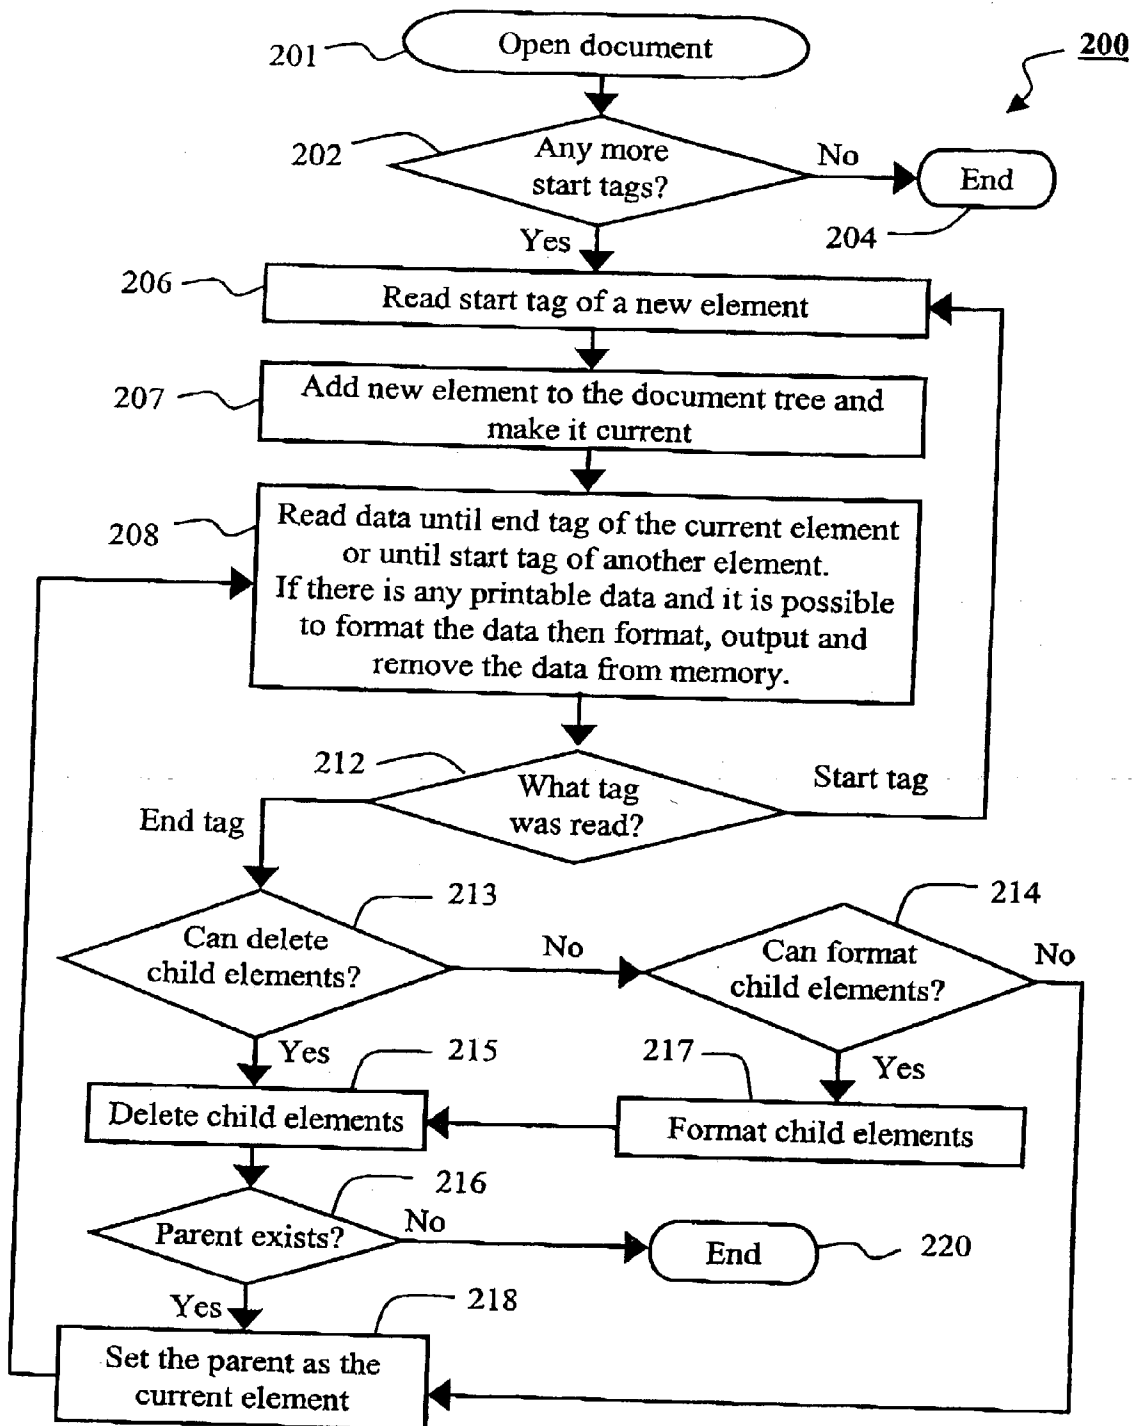 Open document
201
200
202
Any more
start tags?
No
End
204
Yes
206
Read start tag of a new element
207
Add new element to the document tree and
make it current
208
Read data until end tag of the current element
or until start tag of another element.
If there is any printable data and it is possible
to format the data then format, output and
remove the data from memory.
212
What tag
was read?
Start tag
End tag
213
Can delete
child elements?
No
214
Can format
child elements?
No
Yes
215
Delete child elements
217
Yes
Format child elements
216
Parent exists?
No
End
220
Yes
218
Set the parent as the
current element